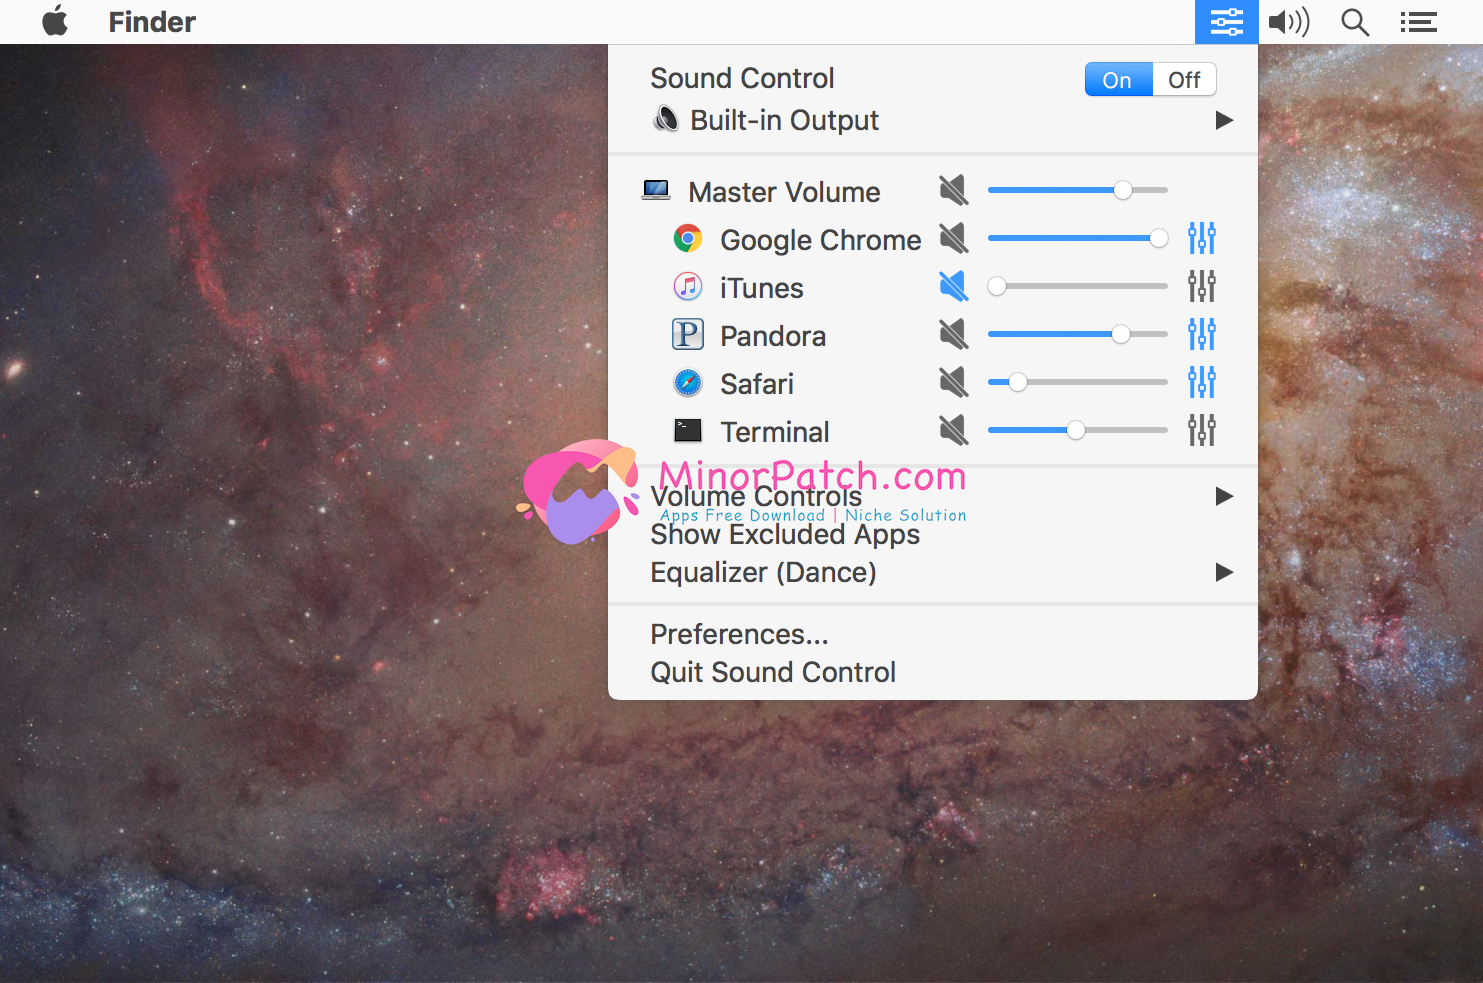 Finder
Sound Control On Off
Built-in Output
Master Volume
Google Chrome
iTunes
P Pandora
Safari
>_ Terminal
MinorPatch.com
Volume Controls
Apps Free Download | Niche Solution
Show Excluded Apps
Equalizer (Dance)
Preferences...
Quit Sound Control